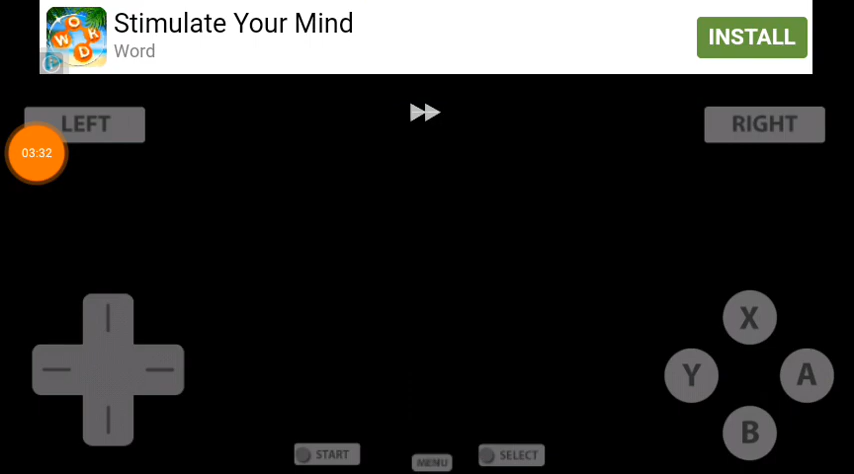 Stimulate Your Mind
Word
INSTALL
W O R D
LEFT
RIGHT
03:32
X
Y
A
B
START
MENU
SELECT